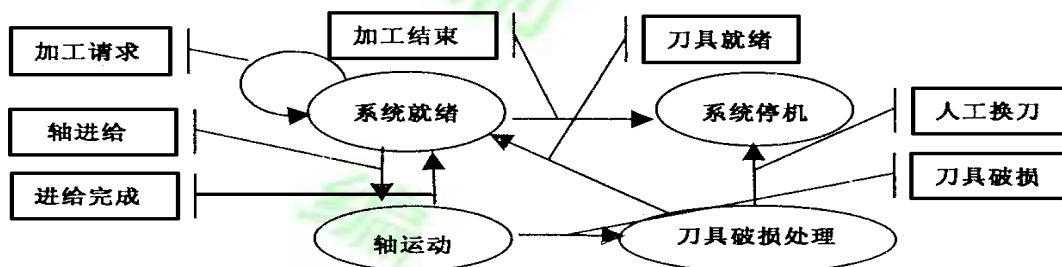 加工请求
加工结束
刀具就绪
系统就绪
系统停机
人工换刀
轴进给
刀具破损
进给完成
轴运动
刀具破损处理